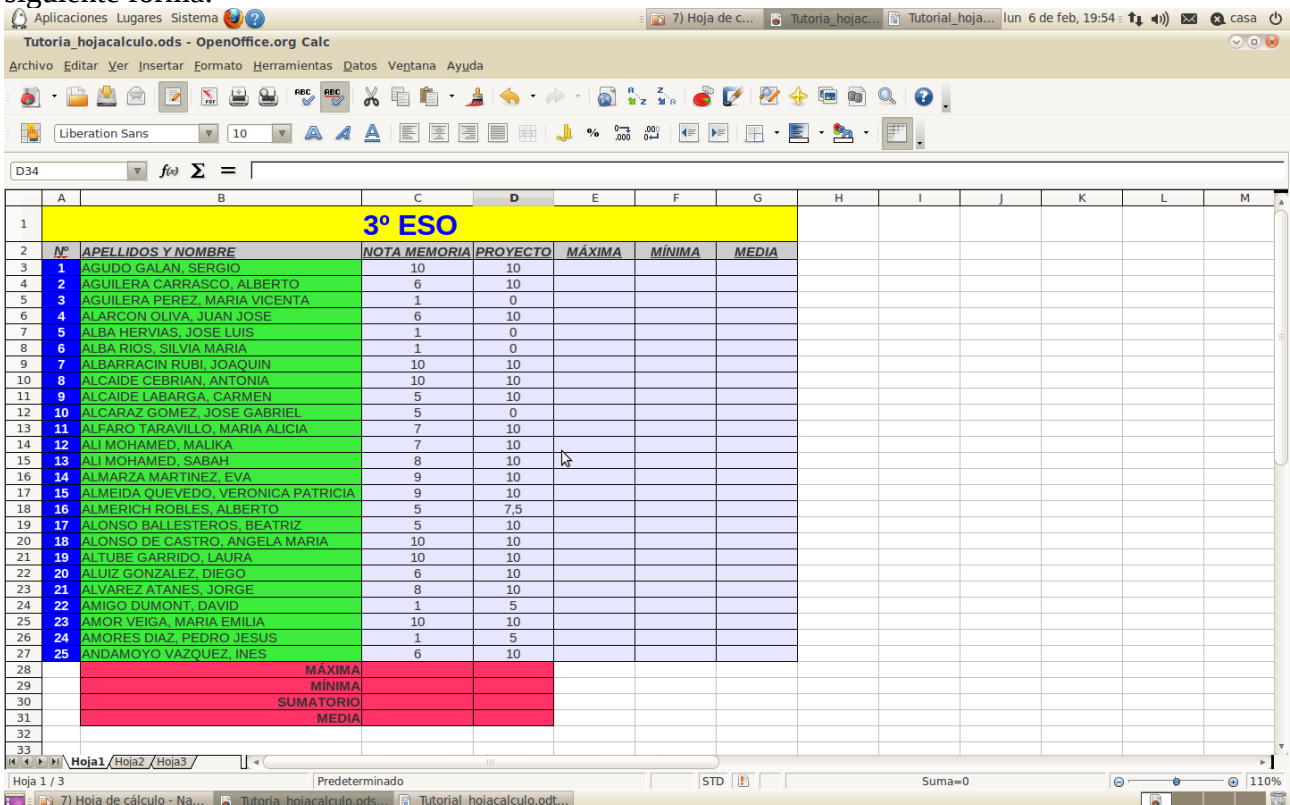 siguiente forma:
Aplicaciones Lugares Sistema 7) Hoja de c... Tutoria_hojac... Tutorial_hoja... lun 6 de feb, 19:54 casa
Tutoria_hojacalculo.ods - OpenOffice.org Calc
Archivo Editar Ver Insertar Formato Herramientas Datos Ventana Ayuda
Liberation Sans 10
D34 f(x) Σ =
A B C D E F G H I J K L M
1 3º ESO
2 Nº APELLIDOS Y NOMBRE NOTA MEMORIA PROYECTO MÁXIMA MÍNIMA MEDIA
3 1 AGUDO GALAN, SERGIO 10 10
4 2 AGUILERA CARRASCO, ALBERTO 6 10
5 3 AGUILERA PEREZ, MARIA VICENTA 1 0
6 4 ALARCON OLIVA, JUAN JOSE 6 10
7 5 ALBA HERVIAS, JOSE LUIS 1 0
8 6 ALBA RIOS, SILVIA MARIA 1 0
9 7 ALBARRACIN RUBI, JOAQUIN 10 10
10 8 ALCAIDE CEBRIAN, ANTONIA 10 10
11 9 ALCAIDE LABARGA, CARMEN 5 10
12 10 ALCARAZ GOMEZ, JOSE GABRIEL 5 0
13 11 ALFARO TARAVILLO, MARIA ALICIA 7 10
14 12 ALI MOHAMED, MALIKA 7 10
15 13 ALI MOHAMED, SABAH 8 10
16 14 ALMARZA MARTINEZ, EVA 9 10
17 15 ALMEIDA QUEVEDO, VERONICA PATRICIA 9 10
18 16 ALMERICH ROBLES, ALBERTO 5 7,5
19 17 ALONSO BALLESTEROS, BEATRIZ 5 10
20 18 ALONSO DE CASTRO, ANGELA MARIA 10 10
21 19 ALTUBE GARRIDO, LAURA 10 10
22 20 ALUIZ GONZALEZ, DIEGO 6 10
23 21 ALVAREZ ATANES, JORGE 8 10
24 22 AMIGO DUMONT, DAVID 1 5
25 23 AMOR VEIGA, MARIA EMILIA 10 10
26 24 AMORES DIAZ, PEDRO JESUS 1 5
27 25 ANDAMOYO VAZQUEZ, INES 6 10
28 MÁXIMA
29 MÍNIMA
30 SUMATORIO
31 MEDIA
32
33
Hoja1 Hoja2 Hoja3
Hoja 1 / 3 Predeterminado STD Suma=0 110%
7) Hoja de cálculo - Na... Tutoria_hojacalculo.ods... Tutorial_hojacalculo.odt...